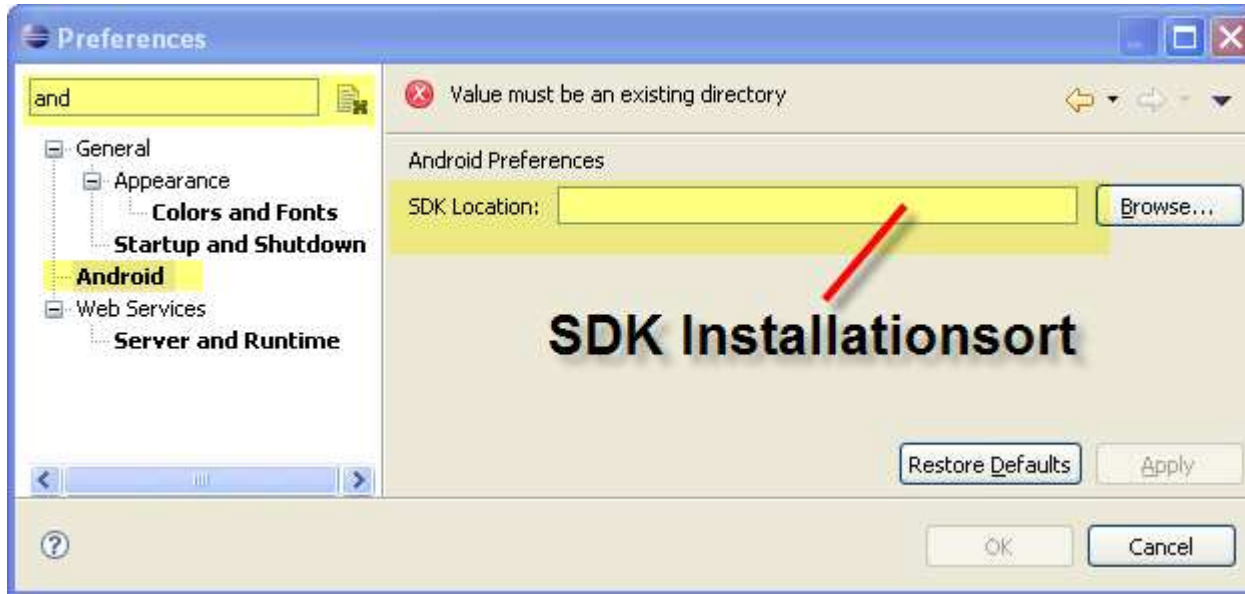 Preferences
and
General
Appearance
Colors and Fonts
Startup and Shutdown
Android
Web Services
Server and Runtime
Value must be an existing directory
Android Preferences
SDK Location:
Browse...
SDK Installationsort
Restore Defaults
Apply
?
OK
Cancel